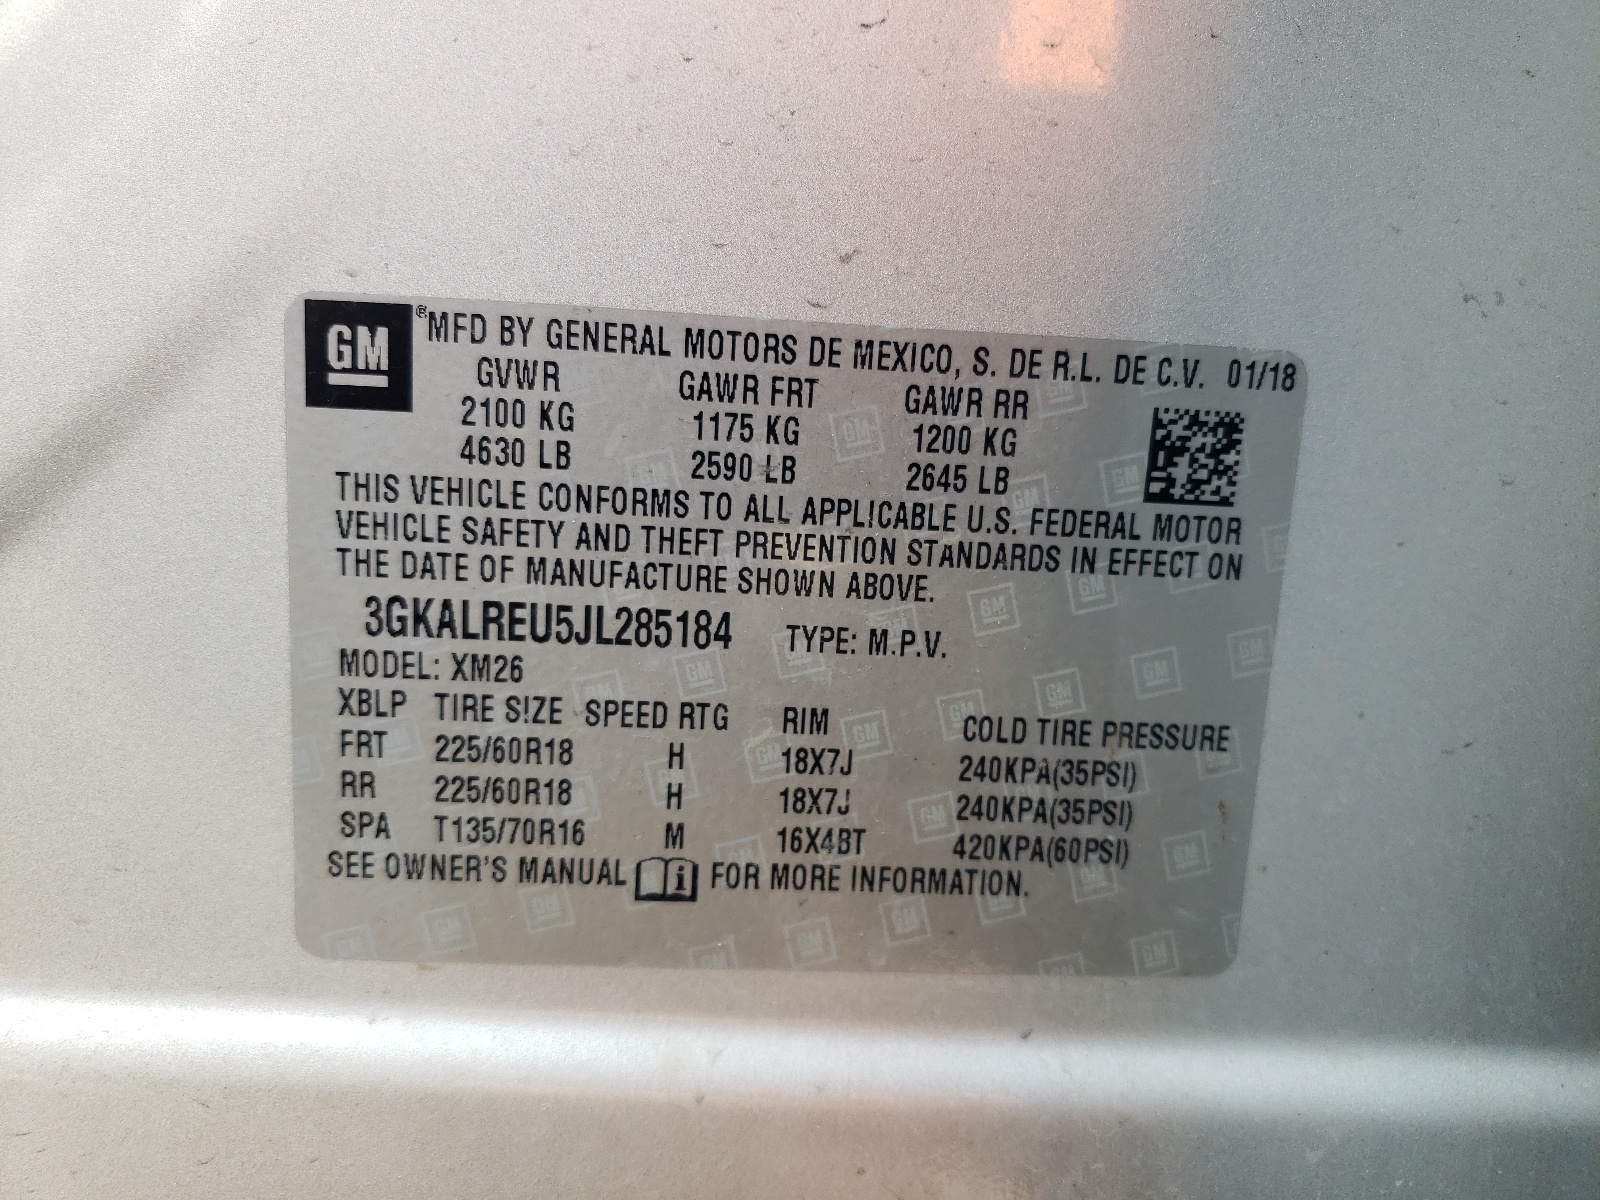 GM ® MFD BY GENERAL MOTORS DE MEXICO, S. DE R.L. DE C.V. 01/18
GVWR GAWR FRT GAWR RR
2100 KG 1175 KG 1200 KG
4630 LB 2590 LB 2645 LB
THIS VEHICLE CONFORMS TO ALL APPLICABLE U.S. FEDERAL MOTOR
VEHICLE SAFETY AND THEFT PREVENTION STANDARDS IN EFFECT ON
THE DATE OF MANUFACTURE SHOWN ABOVE.
3GKALREU5JL285184 TYPE: M.P.V.
MODEL: XM26
XBLP TIRE SIZE SPEED RTG RIM COLD TIRE PRESSURE
FRT 225/60R18 H 18X7J 240KPA(35PSI)
RR 225/60R18 H 18X7J 240KPA(35PSI)
SPA T135/70R16 M 16X4BT 420KPA(60PSI)
SEE OWNER'S MANUAL i FOR MORE INFORMATION.